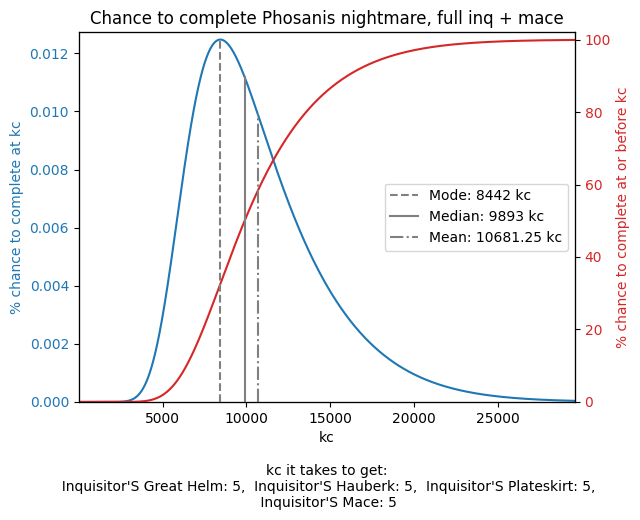 Chance to complete Phosanis nightmare, full inq + mace
% chance to complete at kc
0.012
0.010
0.008
0.006
0.004
0.002
0.000
100
80
60
40
20
0
% chance to complete at or before kc
Mode: 8442 kc
Median: 9893 kc
Mean: 10681.25 kc
5000 10000 15000 20000 25000
kc
kc it takes to get:
Inquisitor'S Great Helm: 5,  Inquisitor'S Hauberk: 5,  Inquisitor'S Plateskirt: 5,
Inquisitor'S Mace: 5